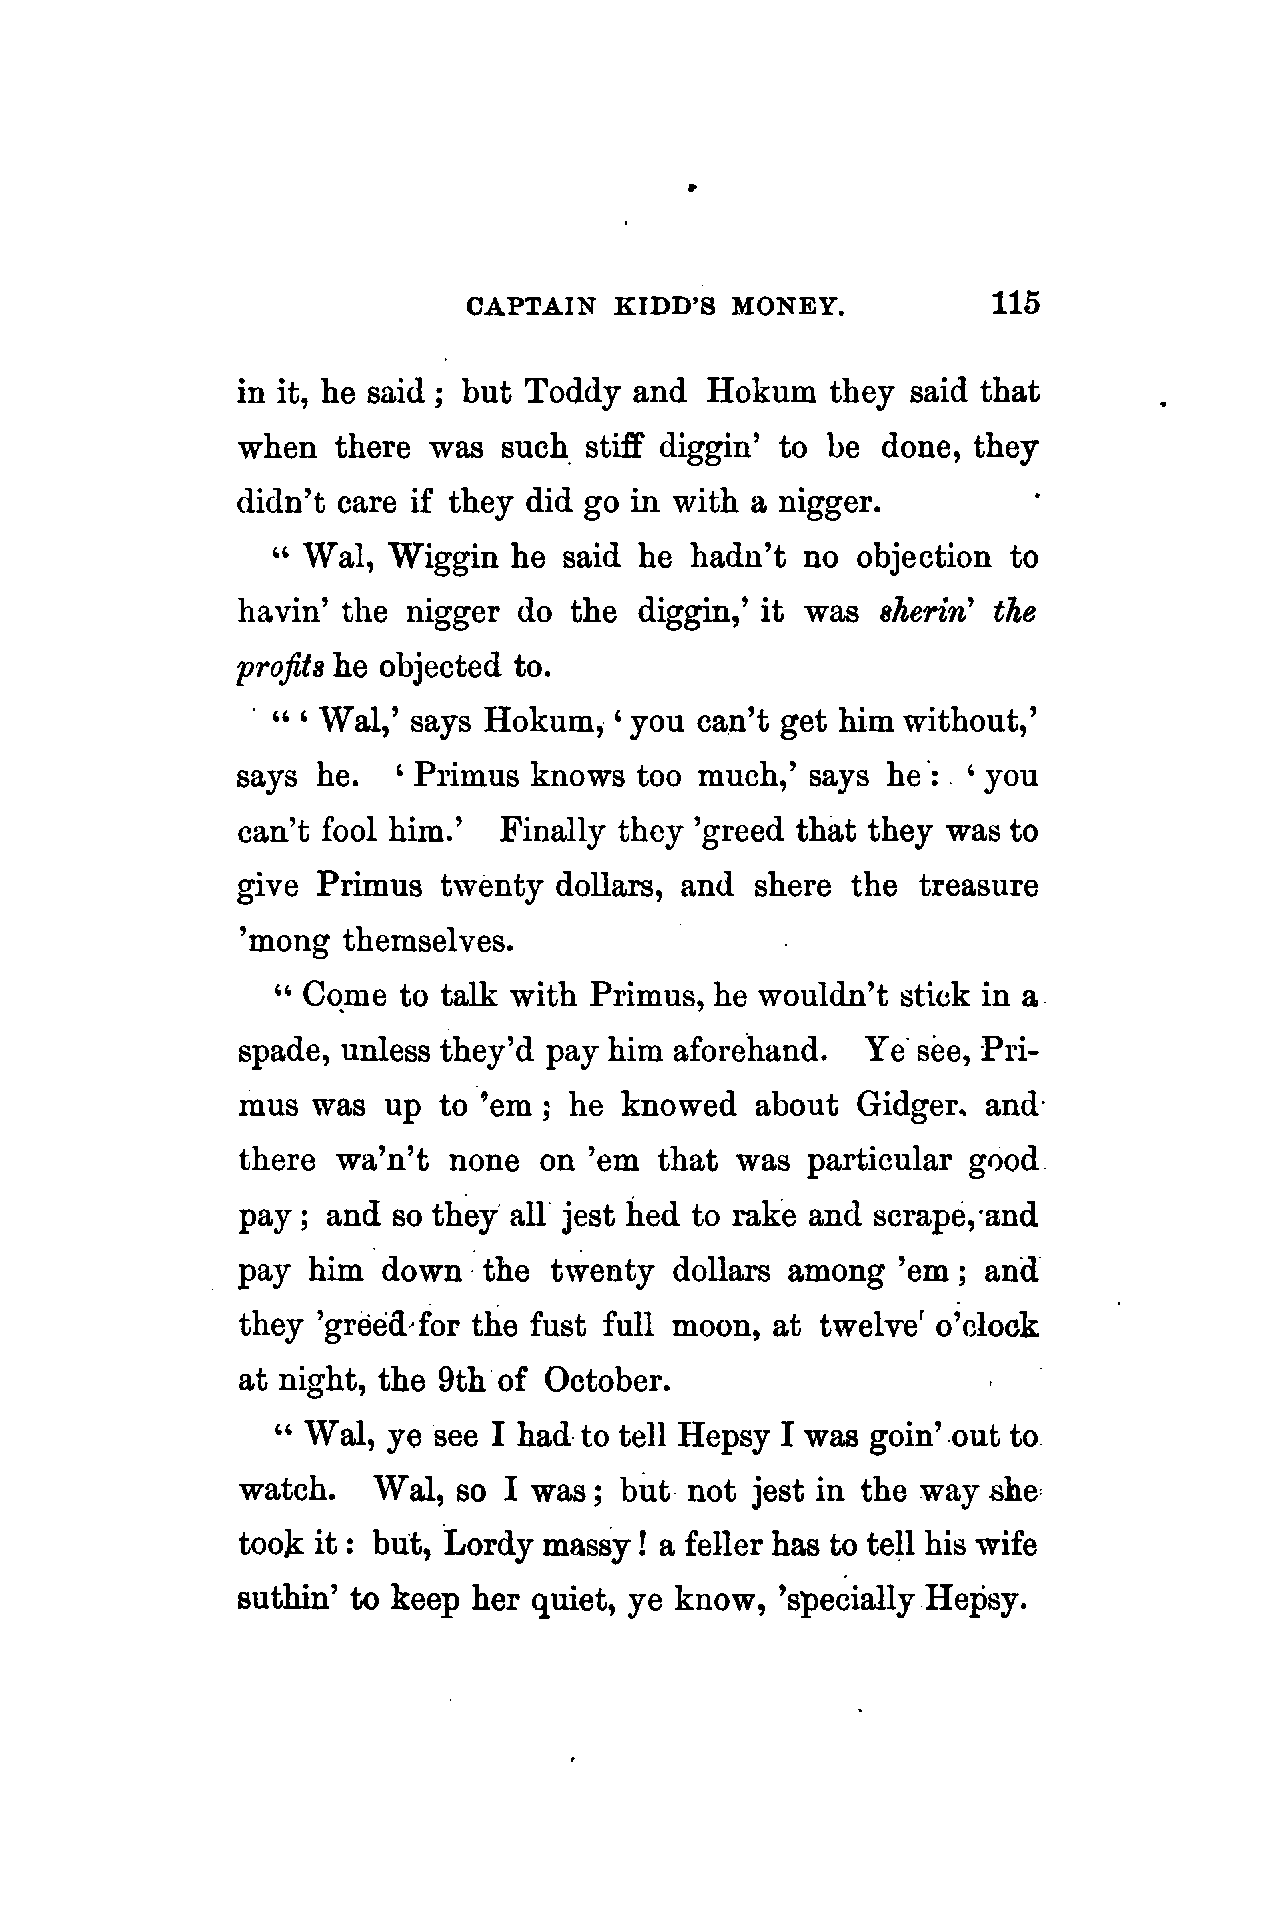 CAPTAIN KIDD'S MONEY. 115
in it, he said; but Toddy and Hokum they said that
when there was such stiff diggin' to be done, they
didn't care if they did go in with a nigger.
" Wal, Wiggin he said he hadn't no objection to
havin' the nigger do the diggin,' it was sherin' the
profits he objected to.
" ' Wal,' says Hokum, ' you can't get him without,'
says he. ' Primus knows too much,' says he: ' you
can't fool him.' Finally they 'greed that they was to
give Primus twenty dollars, and shere the treasure
'mong themselves.
" Come to talk with Primus, he wouldn't stick in a
spade, unless they'd pay him aforehand. Ye see, Pri-
mus was up to 'em; he knowed about Gidger, and
there wa'n't none on 'em that was particular good
pay; and so they all jest hed to rake and scrape, and
pay him down the twenty dollars among 'em; and
they 'greed for the fust full moon, at twelve o'clock
at night, the 9th of October.
" Wal, ye see I had to tell Hepsy I was goin' out to
watch. Wal, so I was; but not jest in the way she
took it: but, Lordy massy! a feller has to tell his wife
suthin' to keep her quiet, ye know, 'specially Hepsy.